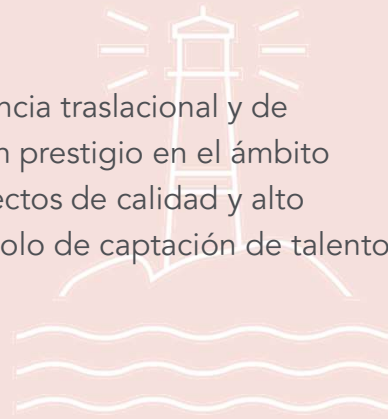 ncia traslacional y de
n prestigio en el ámbito
ectos de calidad y alto
olo de captación de talento